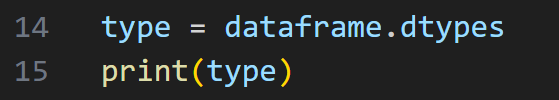 14 type = dataframe.dtypes
15 print(type)